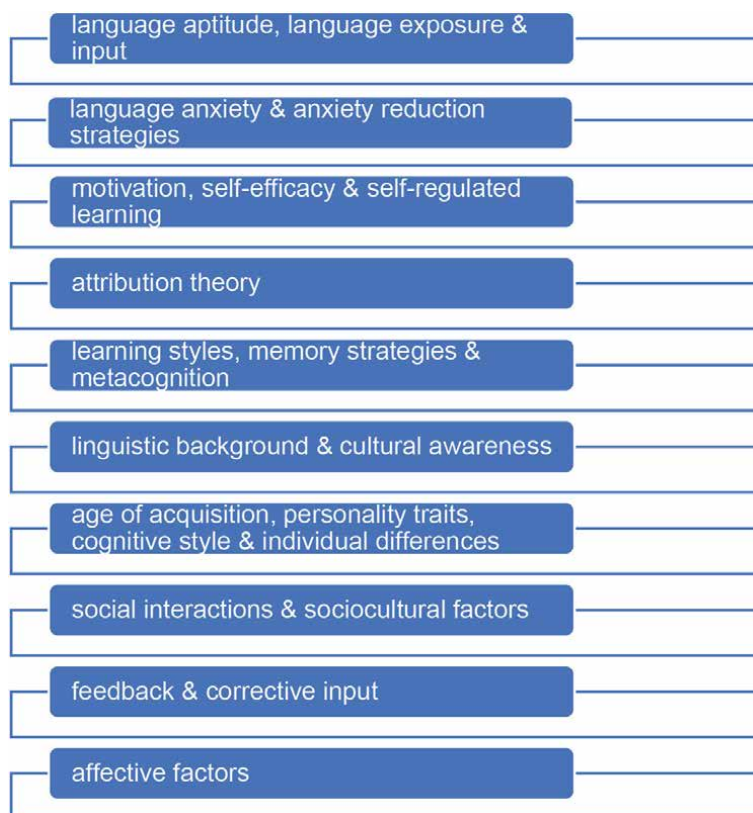 language aptitude, language exposure &
input
language anxiety & anxiety reduction
strategies
motivation, self-efficacy & self-regulated
learning
attribution theory
learning styles, memory strategies &
metacognition
linguistic background & cultural awareness
age of acquisition, personality traits,
cognitive style & individual differences
social interactions & sociocultural factors
feedback & corrective input
affective factors